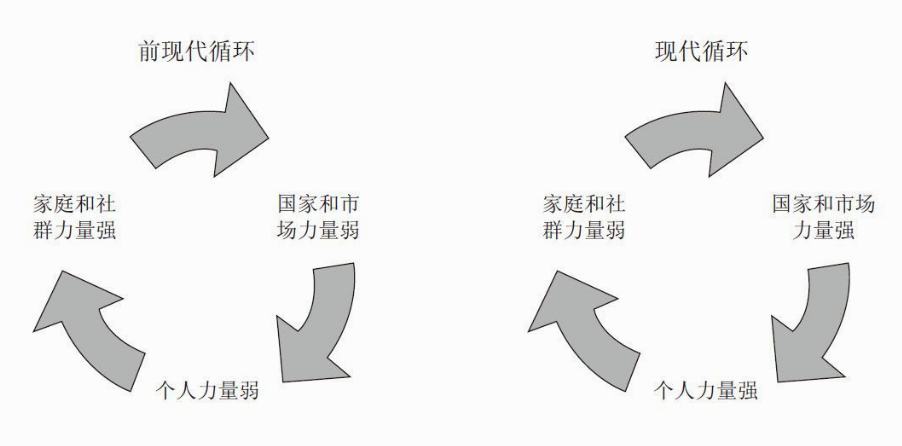 前现代循环
家庭和社
群力量强
国家和市
场力量弱
个人力量弱
现代循环
家庭和社
群力量弱
国家和市场
力量强
个人力量强